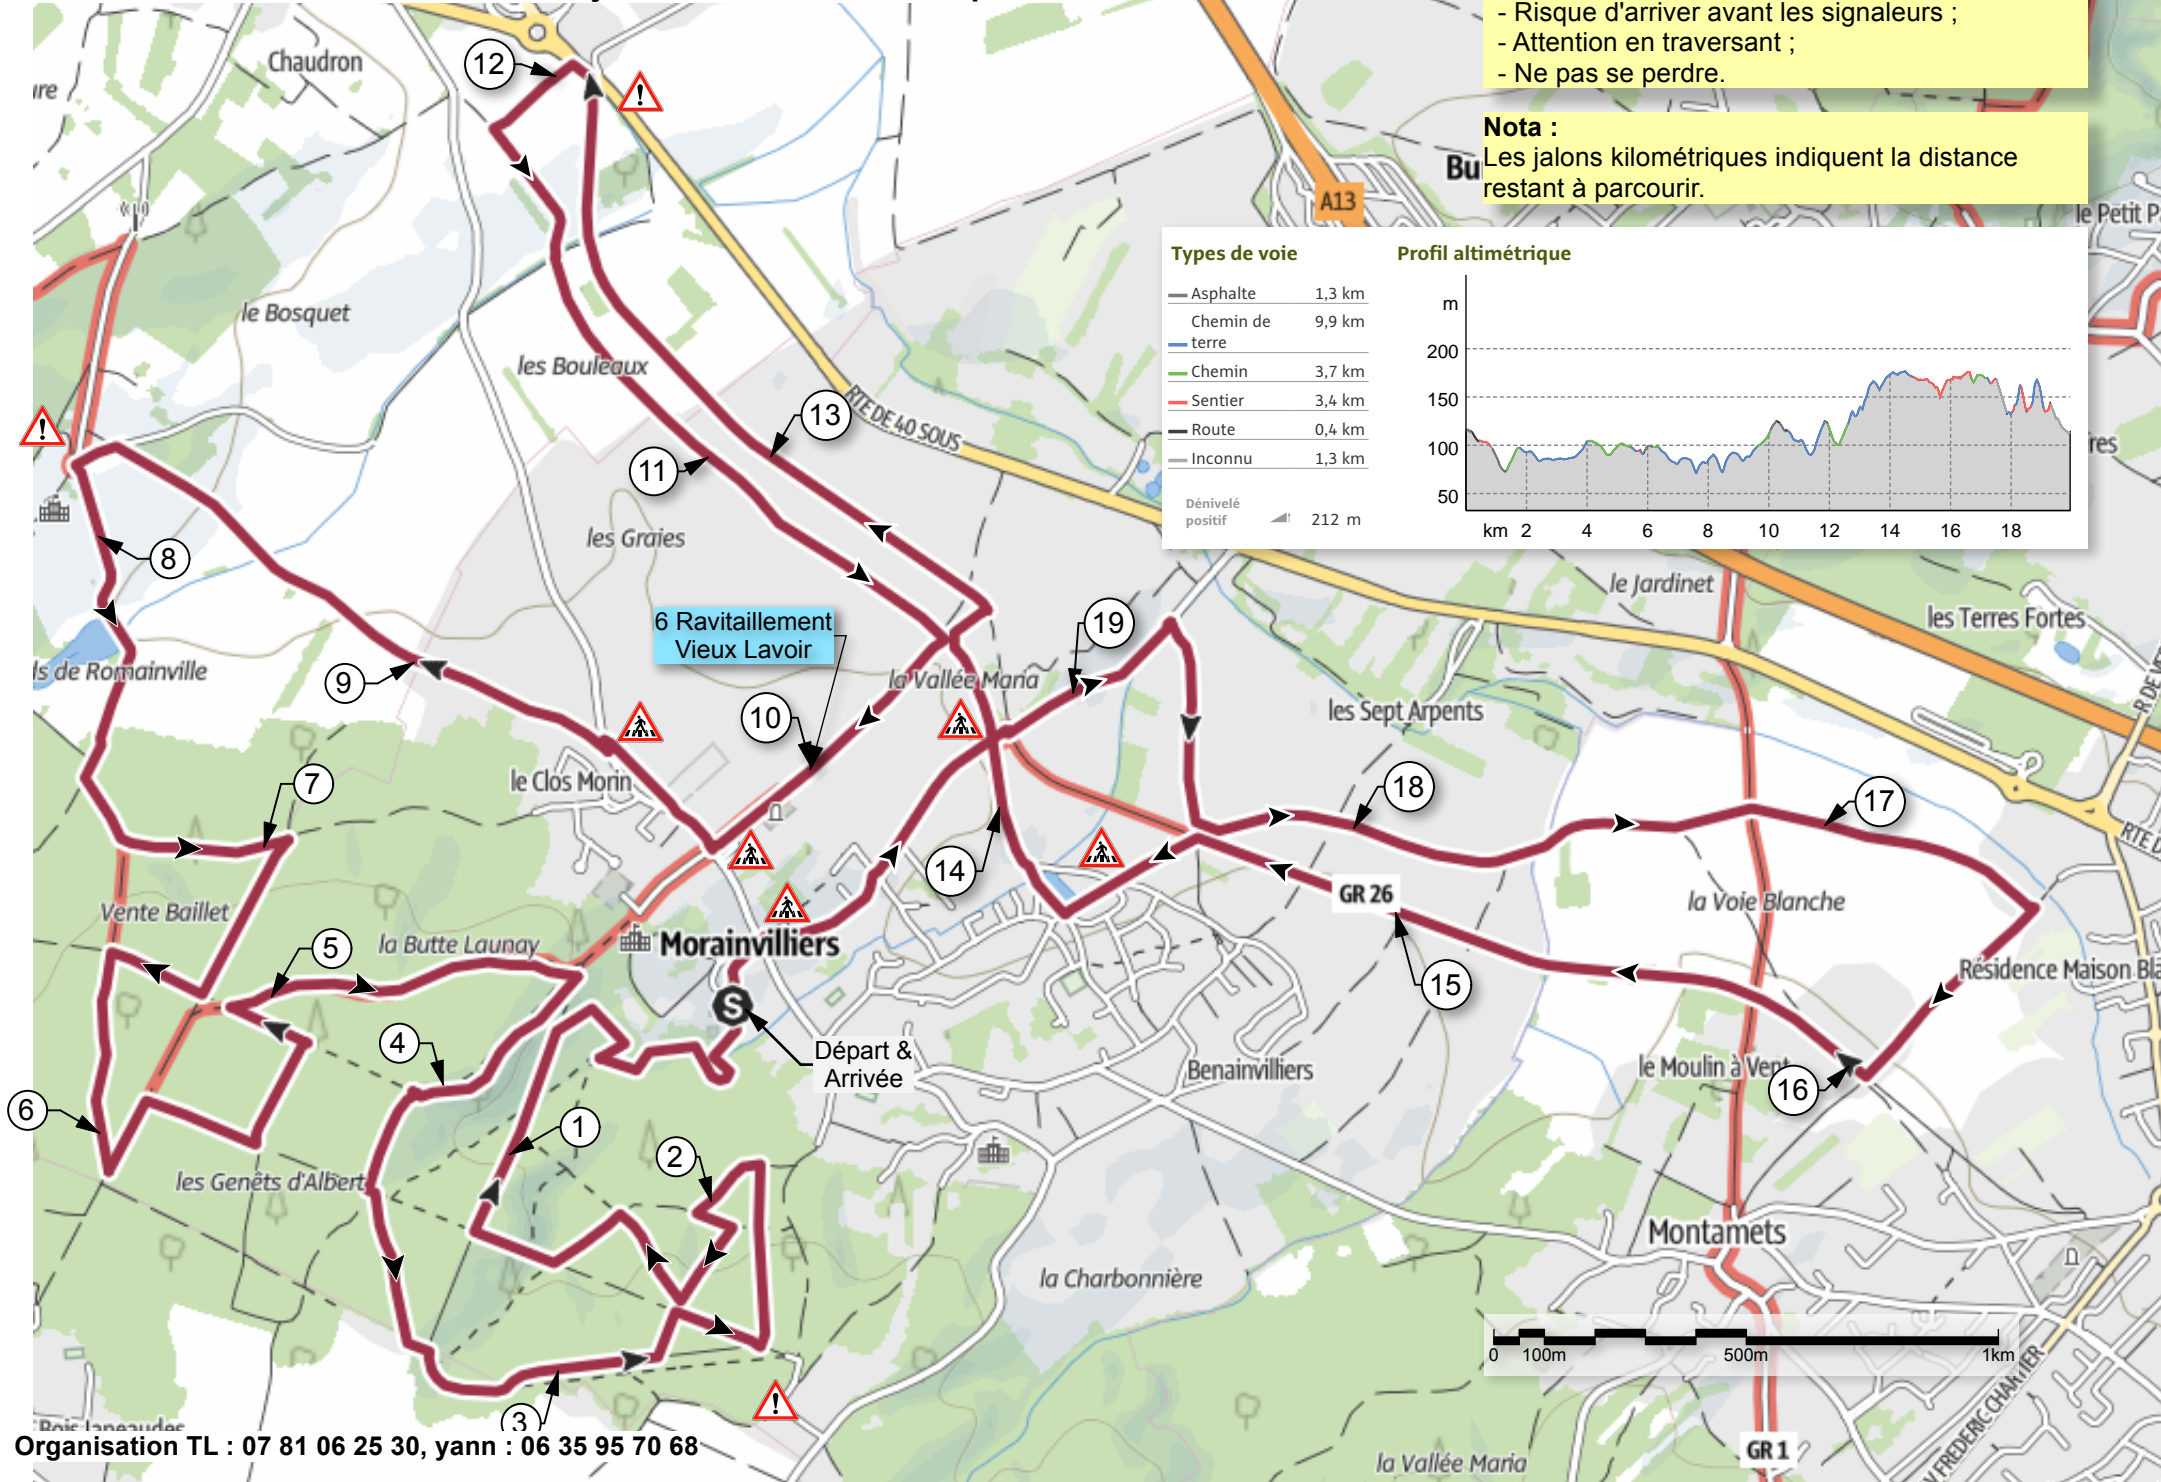 - Risque d'arriver avant les signaleurs ;
- Attention en traversant ;
- Ne pas se perdre.
Nota :
Les jalons kilométriques indiquent la distance
restant à parcourir.
12
Chaudron
A13
Types de voie
Asphalte 1,3 km
Chemin de terre 9,9 km
Chemin 3,7 km
Sentier 3,4 km
Route 0,4 km
Inconnu 1,3 km
Dénivelé
positif
212 m
Profil altimétrique
m
200
150
100
50
km 2 4 6 8 10 12 14 16 18
le Bosquet
les Bouleaux
13
RTE DE 40 SOUS
11
les Graies
8
le Jardinet
les Terres Fortes
6 Ravitaillement
Vieux Lavoir
19
la Vallée Maria
9
10
les Sept Arpents
le Clos Morin
7
18
17
14
GR 26
la Voie Blanche
Vente Baillet
la Butte Launay
5
Morainvilliers
S
15
4
Départ &
Arrivée
Benainvilliers
le Moulin à Vent
16
6
1
2
les Genêts d'Albert
Montamets
la Charbonnière
0 100m 500m 1km
3
Organisation TL : 07 81 06 25 30, yann : 06 35 95 70 68
GR 1
la Vallée Maria